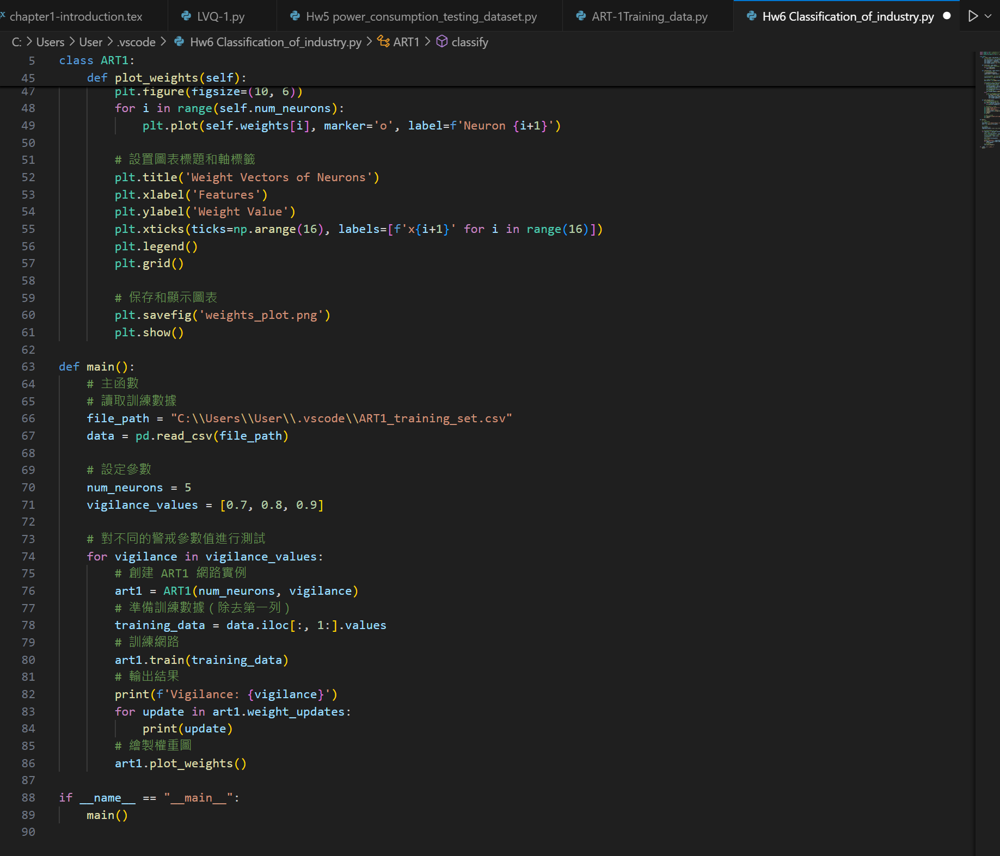 chapter1-introduction.tex LVQ-1.py Hw5 power_consumption_testing_dataset.py ART-1Training_data.py Hw6 Classification_of_industry.py
C: > Users > User > .vscode > Hw6 Classification_of_industry.py > ART1 > classify
5 class ART1:
45     def plot_weights(self):
47         plt.figure(figsize=(10, 6))
48         for i in range(self.num_neurons):
49             plt.plot(self.weights[i], marker='o', label=f'Neuron {i+1}')
50
51         # 設置圖表標題和軸標籤
52         plt.title('Weight Vectors of Neurons')
53         plt.xlabel('Features')
54         plt.ylabel('Weight Value')
55         plt.xticks(ticks=np.arange(16), labels=[f'x{i+1}' for i in range(16)])
56         plt.legend()
57         plt.grid()
58
59         # 保存和顯示圖表
60         plt.savefig('weights_plot.png')
61         plt.show()
62
63 def main():
64     # 主函數
65     # 讀取訓練數據
66     file_path = "C:\\Users\\User\\.vscode\\ART1_training_set.csv"
67     data = pd.read_csv(file_path)
68
69     # 設定參數
70     num_neurons = 5
71     vigilance_values = [0.7, 0.8, 0.9]
72
73     # 對不同的警戒參數值進行測試
74     for vigilance in vigilance_values:
75         # 創建 ART1 網路實例
76         art1 = ART1(num_neurons, vigilance)
77         # 準備訓練數據（除去第一列）
78         training_data = data.iloc[:, 1:].values
79         # 訓練網路
80         art1.train(training_data)
81         # 輸出結果
82         print(f'Vigilance: {vigilance}')
83         for update in art1.weight_updates:
84             print(update)
85         # 繪製權重圖
86         art1.plot_weights()
87
88 if __name__ == "__main__":
89     main()
90